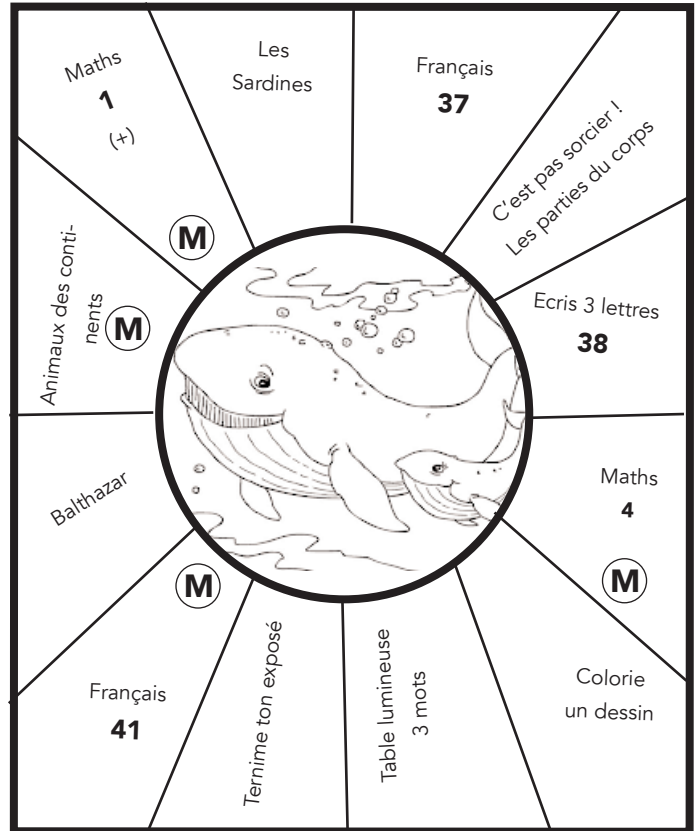 Maths
1
(+)
M
Les
Sardines
Français
37
C'est pas sorcier !
Les parties du corps
Ecris 3 lettres
38
Maths
4
M
Colorie
un dessin
Table lumineuse
3 mots
Ternime ton exposé
Français
41
M
Balthazar
Animaux des conti-
nents
M